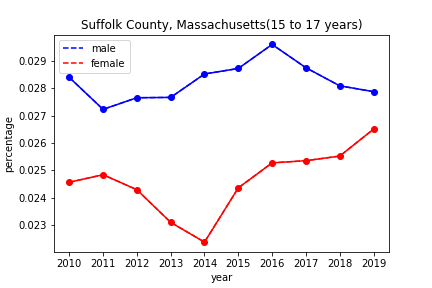 Suffolk County, Massachusetts(15 to 17 years)
male
female
0.029
0.028
0.027
0.026
0.025
0.024
0.023
percentage
2010 2011 2012 2013 2014 2015 2016 2017 2018 2019
year